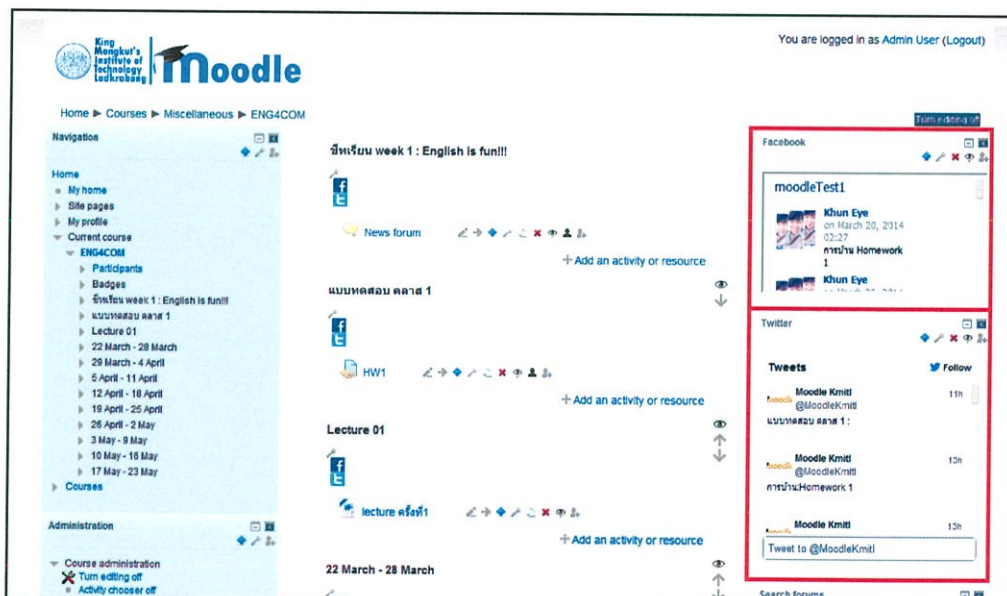 King
Mongkut's
Institute of
Technology
Ladkrabang
moodle
You are logged in as Admin User (Logout)
Home ► Courses ► Miscellaneous ► ENG4COM
Turn editing off
Navigation
Home
My home
Site pages
My profile
Current course
ENG4COM
Participants
Badges
ชีทเรียน week 1 : English is fun!!!
แบบทดสอบ คลาส 1
Lecture 01
22 March - 28 March
29 March - 4 April
5 April - 11 April
12 April - 18 April
19 April - 25 April
26 April - 2 May
3 May - 9 May
10 May - 16 May
17 May - 23 May
Courses
Administration
Course administration
Turn editing off
Activity chooser off
ชีทเรียน week 1 : English is fun!!!
News forum
Add an activity or resource
แบบทดสอบ คลาส 1
HW1
Add an activity or resource
Lecture 01
lecture ครั้งที่1
Add an activity or resource
22 March - 28 March
Facebook
moodleTest1
Khun Eye
on March 20, 2014
02:27
การบ้าน Homework
1
Khun Eye
Twitter
Tweets
Follow
Moodle Kmitl 11h
@MoodleKmitl
แบบทดสอบ คลาส 1 :
Moodle Kmitl 13h
@MoodleKmitl
การบ้าน:Homework 1
Moodle Kmitl 13h
Tweet to @MoodleKmitl
Search forums